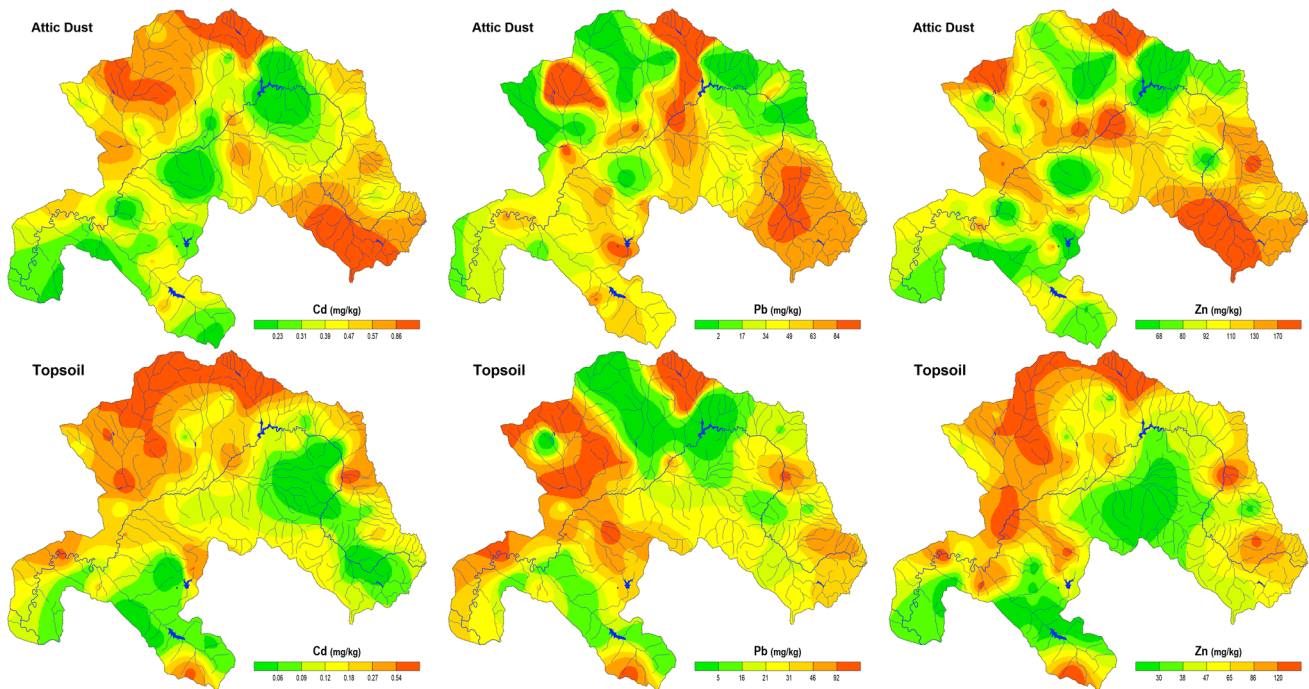 Attic Dust
Cd (mg/kg)
0.23 0.31 0.39 0.47 0.57 0.86
Attic Dust
Pb (mg/kg)
2 17 34 49 63 84
Attic Dust
Zn (mg/kg)
68 80 92 110 130 170
Topsoil
Cd (mg/kg)
0.06 0.09 0.12 0.18 0.27 0.54
Topsoil
Pb (mg/kg)
5 16 21 31 46 92
Topsoil
Zn (mg/kg)
30 38 47 65 86 120